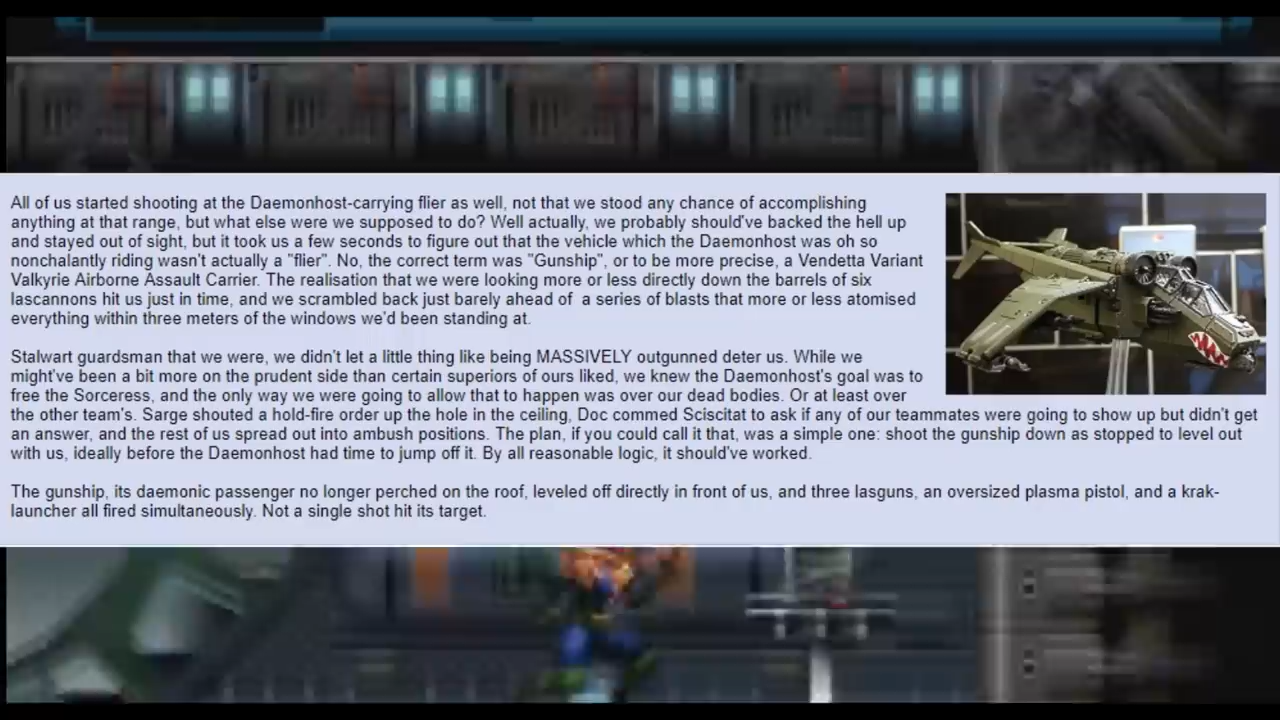 All of us started shooting at the Daemonhost-carrying flier as well, not that we stood any chance of accomplishing
anything at that range, but what else were we supposed to do? Well actually, we probably should've backed the hell up
and stayed out of sight, but it took us a few seconds to figure out that the vehicle which the Daemonhost was oh so
nonchalantly riding wasn't actually a "flier". No, the correct term was "Gunship", or to be more precise, a Vendetta Variant
Valkyrie Airborne Assault Carrier. The realisation that we were looking more or less directly down the barrels of six
lascannons hit us just in time, and we scrambled back just barely ahead of a series of blasts that more or less atomised
everything within three meters of the windows we'd been standing at.
Stalwart guardsman that we were, we didn't let a little thing like being MASSIVELY outgunned deter us. While we
might've been a bit more on the prudent side than certain superiors of ours liked, we knew the Daemonhost's goal was to
free the Sorceress, and the only way we were going to allow that to happen was over our dead bodies. Or at least over
the other team's. Sarge shouted a hold-fire order up the hole in the ceiling, Doc commed Sciscitat to ask if any of our teammates were going to show up but didn't get
an answer, and the rest of us spread out into ambush positions. The plan, if you could call it that, was a simple one: shoot the gunship down as stopped to level out
with us, ideally before the Daemonhost had time to jump off it. By all reasonable logic, it should've worked.
The gunship, its daemonic passenger no longer perched on the roof, leveled off directly in front of us, and three lasguns, an oversized plasma pistol, and a krak-
launcher all fired simultaneously. Not a single shot hit its target.